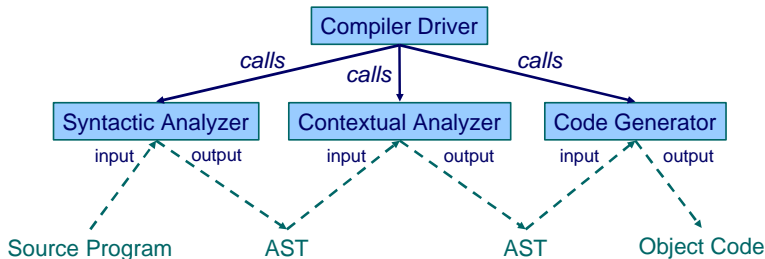 Compiler Driver
calls calls calls
Syntactic Analyzer Contextual Analyzer Code Generator
input output input output input output
Source Program AST AST Object Code